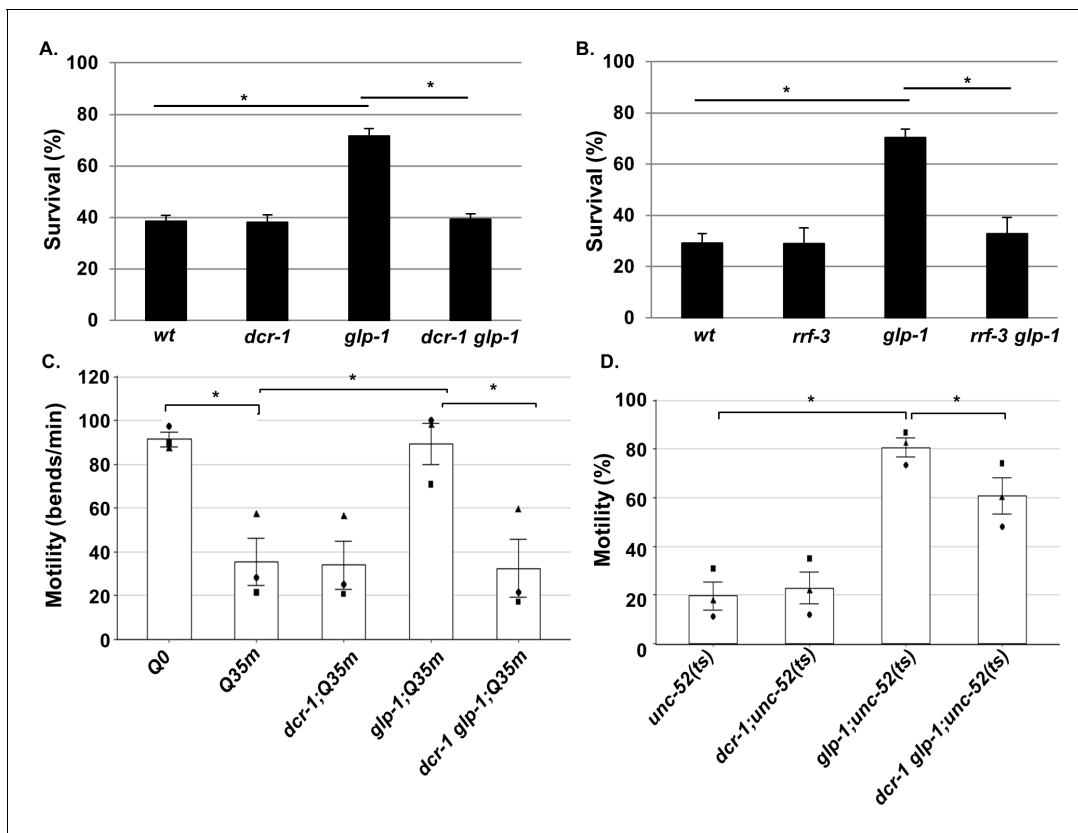 A.
Survival (%)
100
80
60
40
20
0
*
*
wt dcr-1 glp-1 dcr-1 glp-1
B.
Survival (%)
100
80
60
40
20
0
*
*
wt rrf-3 glp-1 rrf-3 glp-1
C.
Motility (bends/min)
120
100
80
60
40
20
0
*
*
*
Q0
Q35m
dcr-1;Q35m
glp-1;Q35m
dcr-1 glp-1;Q35m
D.
Motility (%)
100
80
60
40
20
0
*
*
unc-52(ts)
dcr-1;unc-52(ts)
glp-1;unc-52(ts)
dcr-1 glp-1;unc-52(ts)